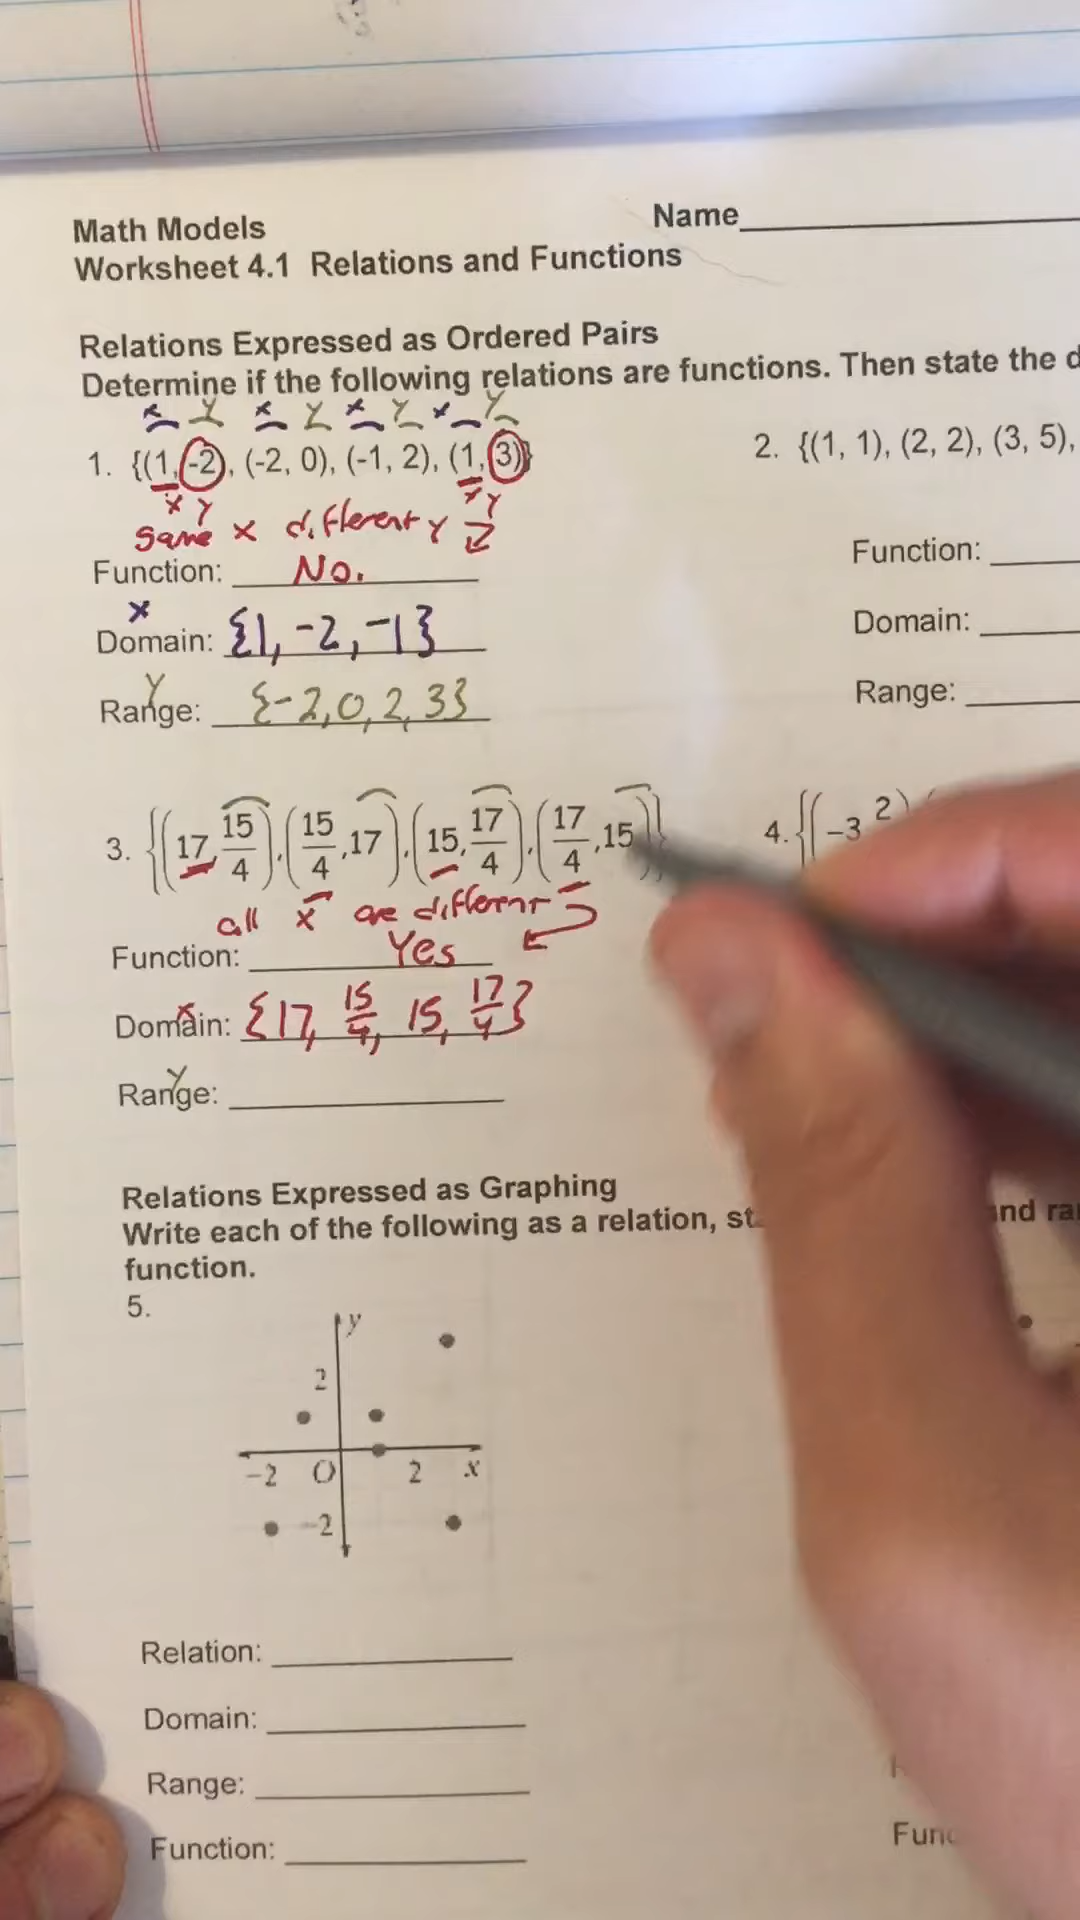 Math Models
Name
Worksheet 4.1 Relations and Functions
Relations Expressed as Ordered Pairs
Determine if the following relations are functions. Then state the d
x Y x Y x Y x Y
1. {(1,-2), (-2, 0), (-1, 2), (1,3)}
2. {(1, 1), (2, 2), (3, 5),
x Y x Y
Same x different Y
Function: No.
Function:
x
Domain: {1, -2, -1}
Domain:
Y
Range: {-2,0,2,3}
Range:
3. {(17, 15/4), (15/4, 17), (15, 17/4), (17/4, 15)}
4. {(-3 2)
all x are different
Function: Yes
x
Domain: {17, 15/4, 15, 17/4}
Y
Range:
Relations Expressed as Graphing
Write each of the following as a relation, st and ra
function.
5.
y
2
-2 O 2 x
-2
Relation:
Domain:
Range:
Function:
Func